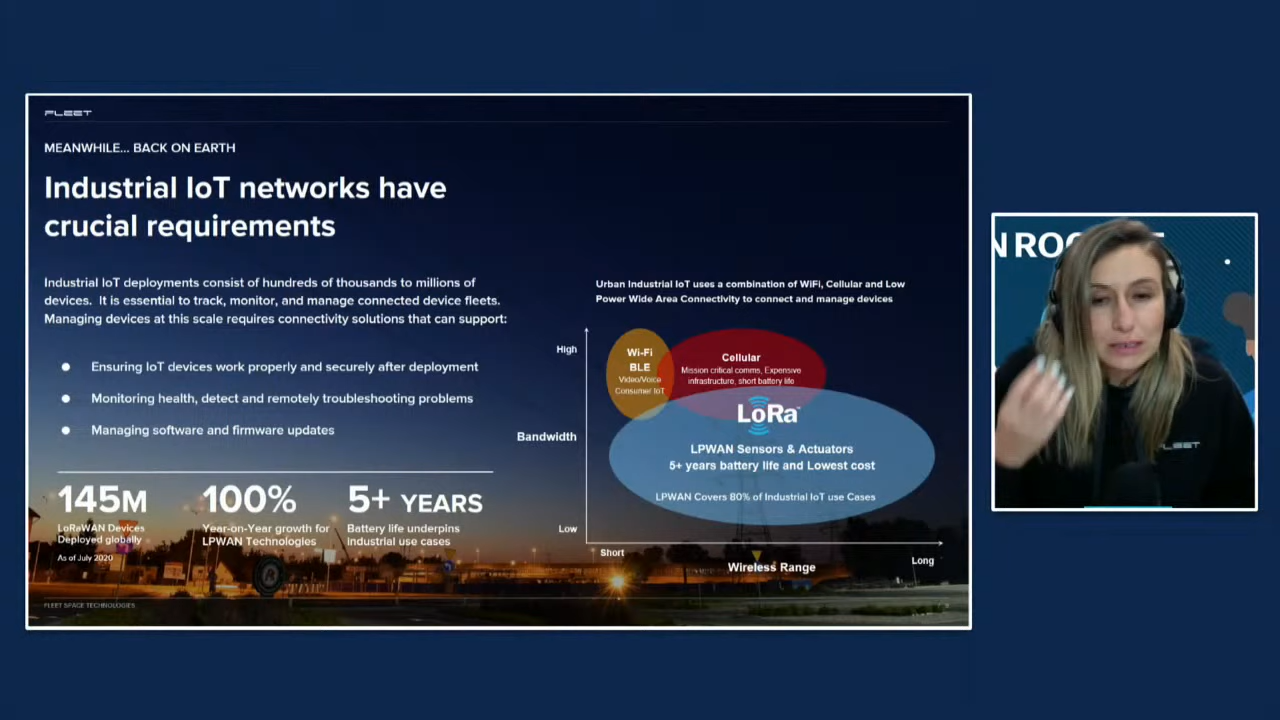 FLEET
MEANWHILE... BACK ON EARTH
Industrial IoT networks have
crucial requirements
Industrial IoT deployments consist of hundreds of thousands to millions of
devices. It is essential to track, monitor, and manage connected device fleets.
Managing devices at this scale requires connectivity solutions that can support:
Ensuring IoT devices work properly and securely after deployment
Monitoring health, detect and remotely troubleshooting problems
Managing software and firmware updates
145M
LoRaWAN Devices
Deployed globally
As of July 2020
100%
Year-on-Year growth for
LPWAN Technologies
5+ YEARS
Battery life underpins
industrial use cases
FLEET SPACE TECHNOLOGIES
Urban Industrial IoT uses a combination of WiFi, Cellular and Low
Power Wide Area Connectivity to connect and manage devices
High
Bandwidth
Low
Wi-Fi
BLE
Video/Voice
Consumer IoT
Cellular
Mission critical comms, Expensive
infrastructure, short battery life
LoRa
LPWAN Sensors & Actuators
5+ years battery life and Lowest cost
LPWAN Covers 80% of Industrial IoT use Cases
Short
Wireless Range
Long
N RO
FLEET